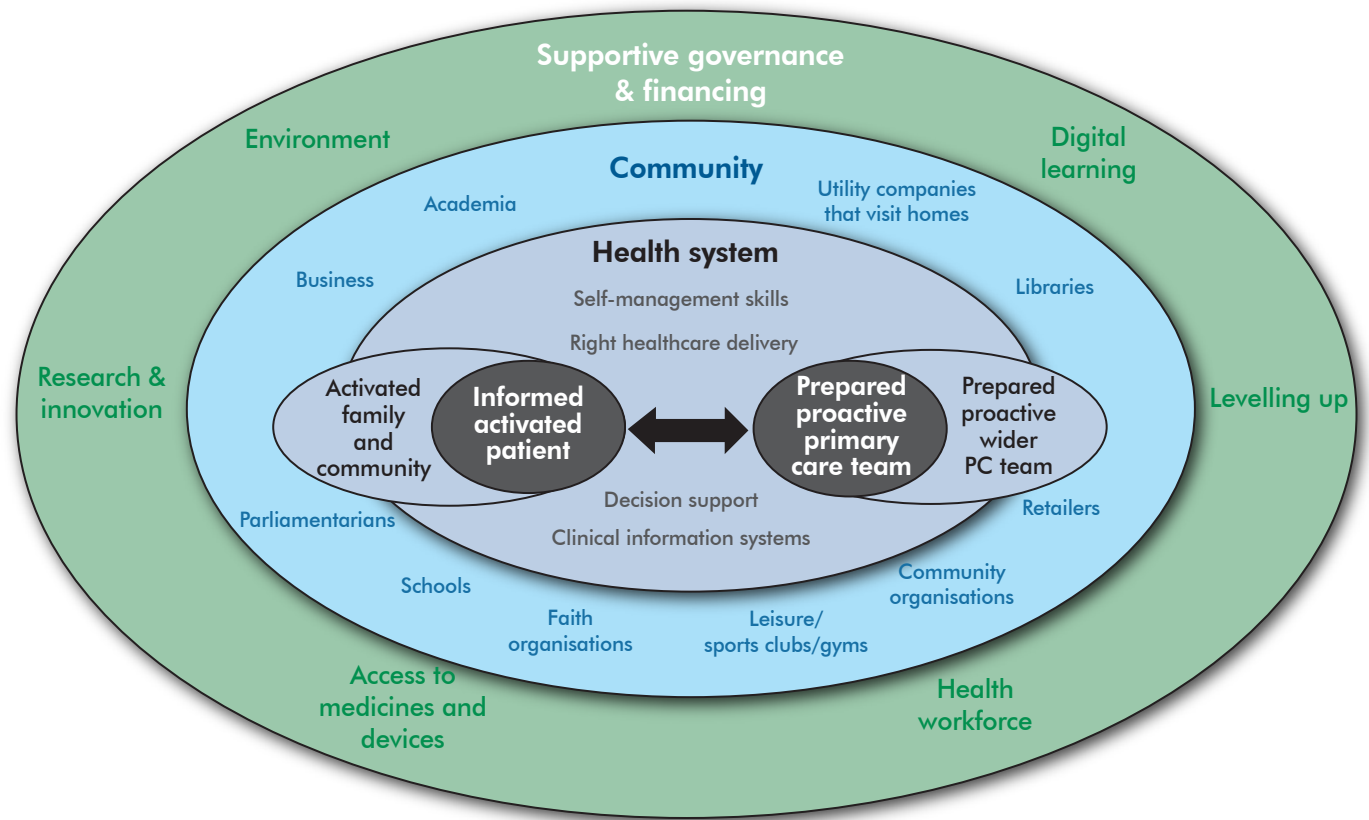 Supportive governance
& financing
Environment
Digital
learning
Community
Academia
Utility companies
that visit homes
Health system
Business
Libraries
Self-management skills
Right healthcare delivery
Research &
innovation
Activated
family
and
community
Informed
activated
patient
Prepared
proactive
primary
care team
Prepared
proactive
wider
PC team
Levelling up
Decision support
Clinical information systems
Parliamentarians
Retailers
Schools
Community
organisations
Faith
organisations
Leisure/
sports clubs/gyms
Access to
medicines and
devices
Health
workforce